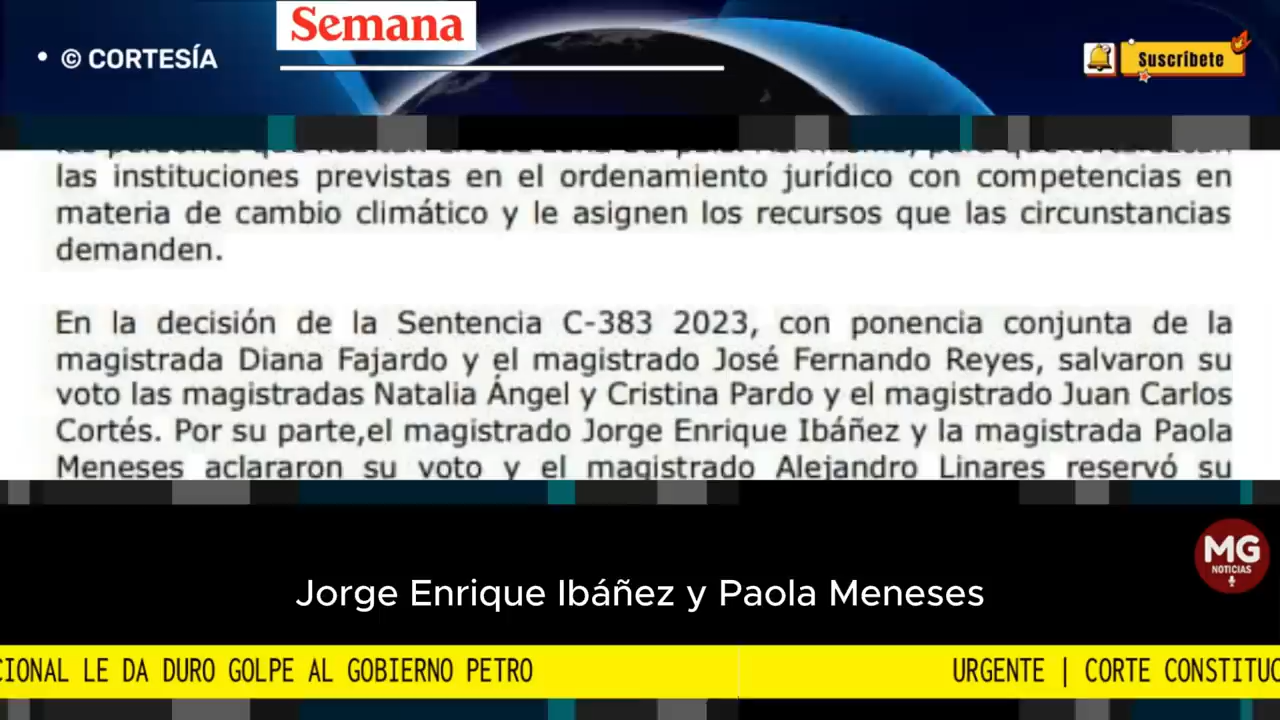 Semana
• © CORTESÍA
Suscríbete
las instituciones previstas en el ordenamiento jurídico con competencias en
materia de cambio climático y le asignen los recursos que las circunstancias
demanden.
En la decisión de la Sentencia C-383 2023, con ponencia conjunta de la
magistrada Diana Fajardo y el magistrado José Fernando Reyes, salvaron su
voto las magistradas Natalia Ángel y Cristina Pardo y el magistrado Juan Carlos
Cortés. Por su parte,el magistrado Jorge Enrique Ibáñez y la magistrada Paola
Meneses aclararon su voto y el magistrado Alejandro Linares reservó su
MG
NOTICIAS
Jorge Enrique Ibáñez y Paola Meneses
CIONAL LE DA DURO GOLPE AL GOBIERNO PETRO URGENTE | CORTE CONSTITUC